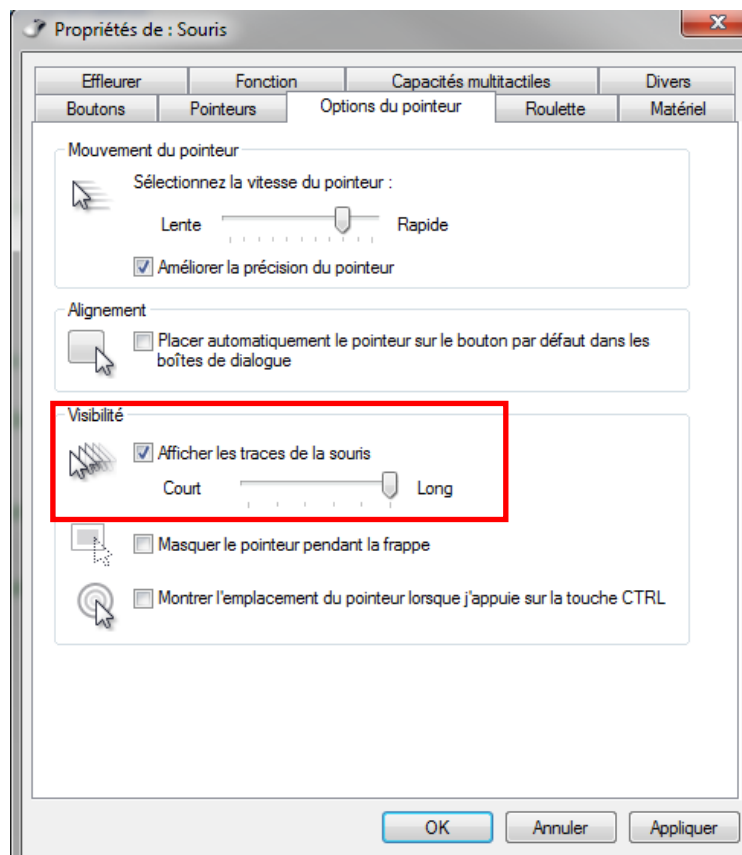 Propriétés de : Souris
Effleurer Fonction Capacités multitactiles Divers
Boutons Pointeurs Options du pointeur Roulette Matériel
Mouvement du pointeur
Sélectionnez la vitesse du pointeur :
Lente Rapide
Améliorer la précision du pointeur
Alignement
Placer automatiquement le pointeur sur le bouton par défaut dans les
boîtes de dialogue
Visibilité
Afficher les traces de la souris
Court Long
Masquer le pointeur pendant la frappe
Montrer l'emplacement du pointeur lorsque j'appuie sur la touche CTRL
OK Annuler Appliquer